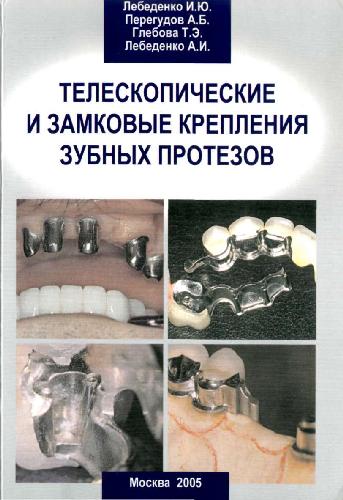 Лебеденко И.Ю.
Перегудов А.Б.
Глебова Т.Э.
Лебеденко А.И.
ТЕЛЕСКОПИЧЕСКИЕ
И ЗАМКОВЫЕ КРЕПЛЕНИЯ
ЗУБНЫХ ПРОТЕЗОВ
Москва 2005